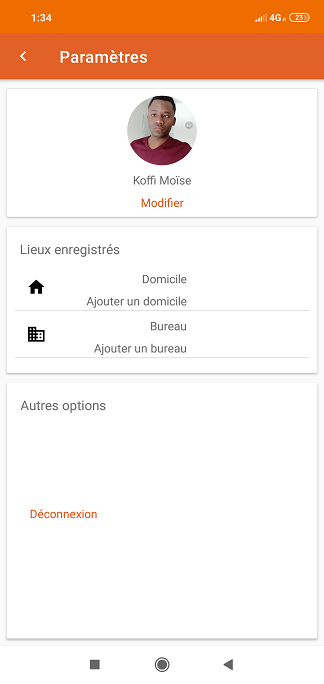 1:34
4G
23
Paramètres
Koffi Moïse
Modifier
Lieux enregistrés
Domicile
Ajouter un domicile
Bureau
Ajouter un bureau
Autres options
Déconnexion